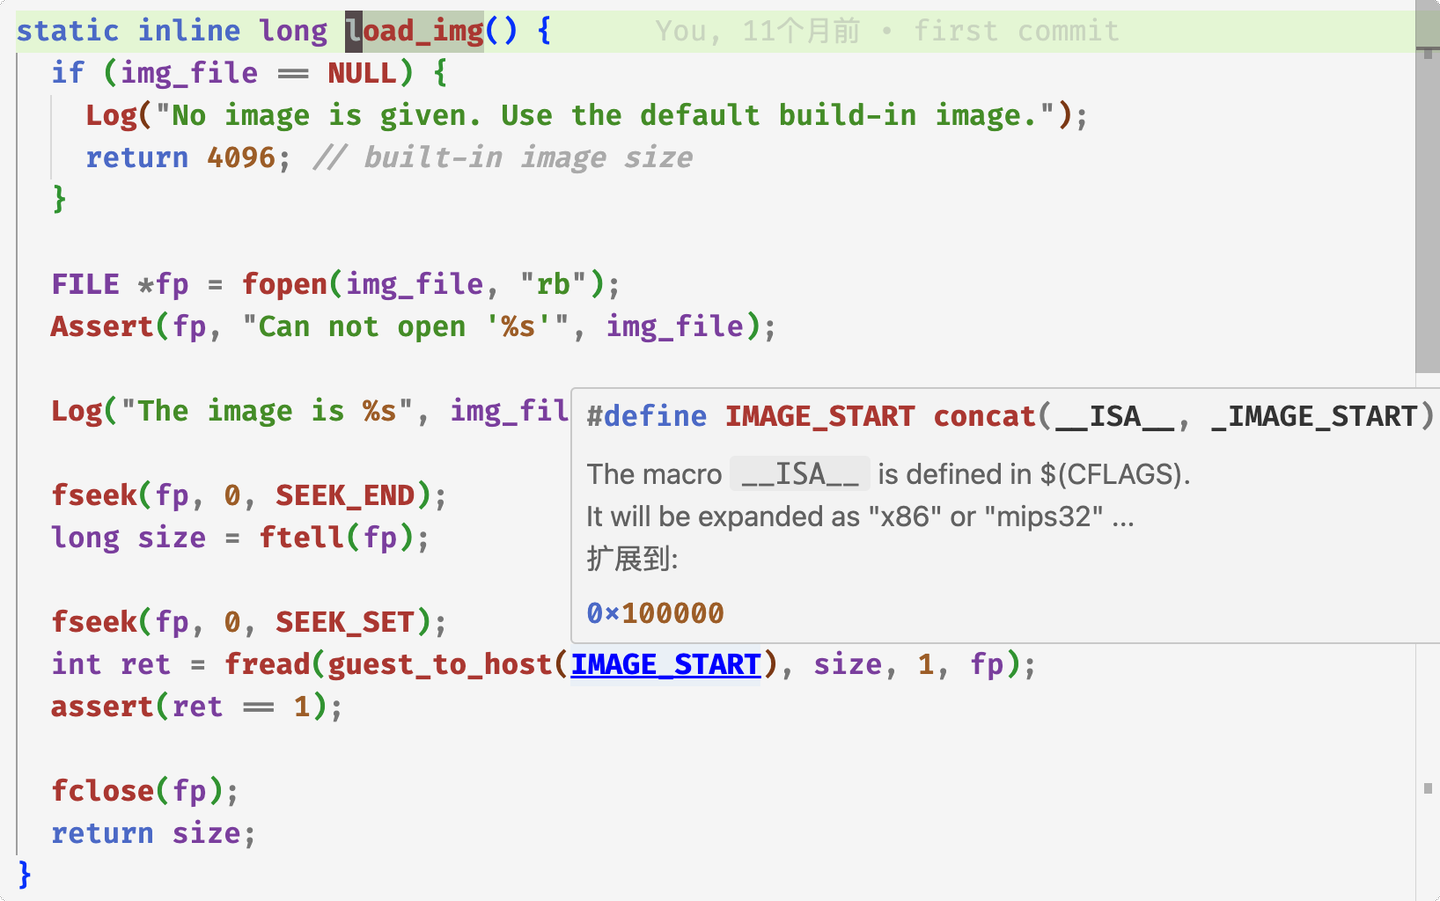 static inline long load_img() { You, 11个月前 • first commit
if (img_file == NULL) {
Log("No image is given. Use the default build-in image.");
return 4096; // built-in image size
}
FILE *fp = fopen(img_file, "rb");
Assert(fp, "Can not open '%s'", img_file);
Log("The image is %s", img_fil
#define IMAGE_START concat(__ISA__, _IMAGE_START)
The macro __ISA__ is defined in $(CFLAGS).
It will be expanded as "x86" or "mips32" ...
扩展到:
0×100000
fseek(fp, 0, SEEK_END);
long size = ftell(fp);
fseek(fp, 0, SEEK_SET);
int ret = fread(guest_to_host(IMAGE_START), size, 1, fp);
assert(ret == 1);
fclose(fp);
return size;
}